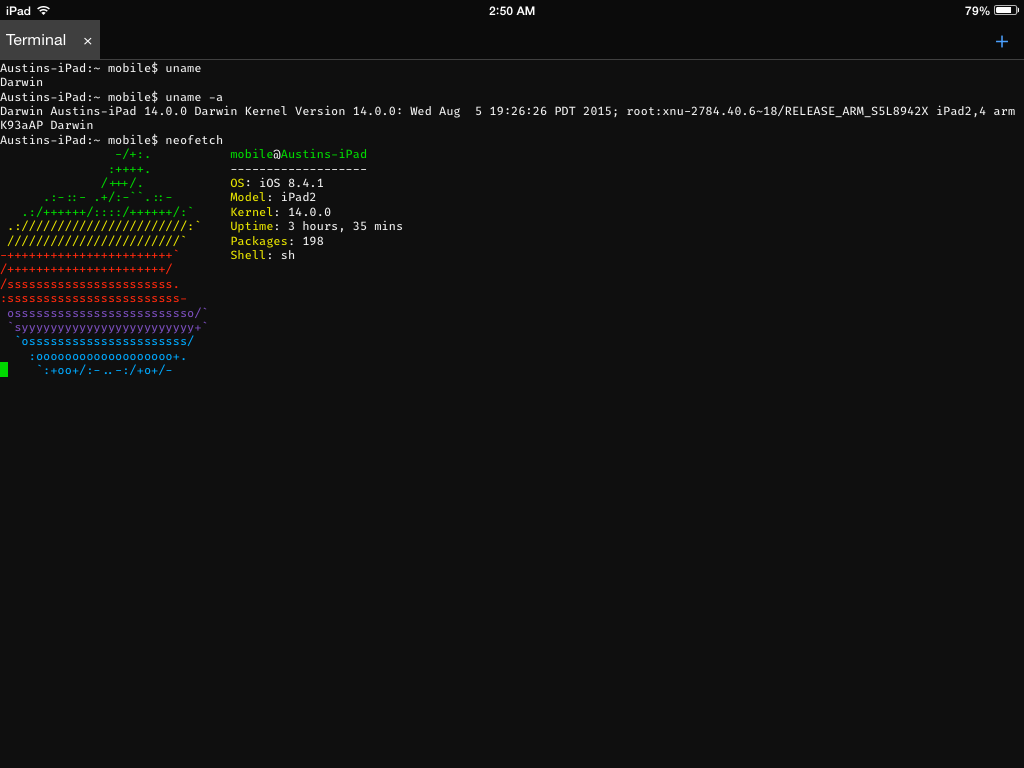 iPad 2:50 AM 79%
Terminal × +
Austins-iPad:~ mobile$ uname
Darwin
Austins-iPad:~ mobile$ uname -a
Darwin Austins-iPad 14.0.0 Darwin Kernel Version 14.0.0: Wed Aug  5 19:26:26 PDT 2015; root:xnu-2784.40.6~18/RELEASE_ARM_S5L8942X iPad2,4 arm
K93aAP Darwin
Austins-iPad:~ mobile$ neofetch
                -/+:.           mobile@Austins-iPad
               :++++.           -------------------
              /+++/.            OS: iOS 8.4.1
      .:-::- .+/:-``.::-        Model: iPad2
   .:/++++++/::::/++++++/:`     Kernel: 14.0.0
 .:///////////////////////:`    Uptime: 3 hours, 35 mins
 ////////////////////////`      Packages: 198
-+++++++++++++++++++++++`       Shell: sh
/++++++++++++++++++++++/
/sssssssssssssssssssssss.
:ssssssssssssssssssssssss-
 osssssssssssssssssssssssso/`
 `syyyyyyyyyyyyyyyyyyyyyyyy+`
  `ossssssssssssssssssssss/
    :ooooooooooooooooooo+.
     `:+oo+/:-..-:/+o+/-